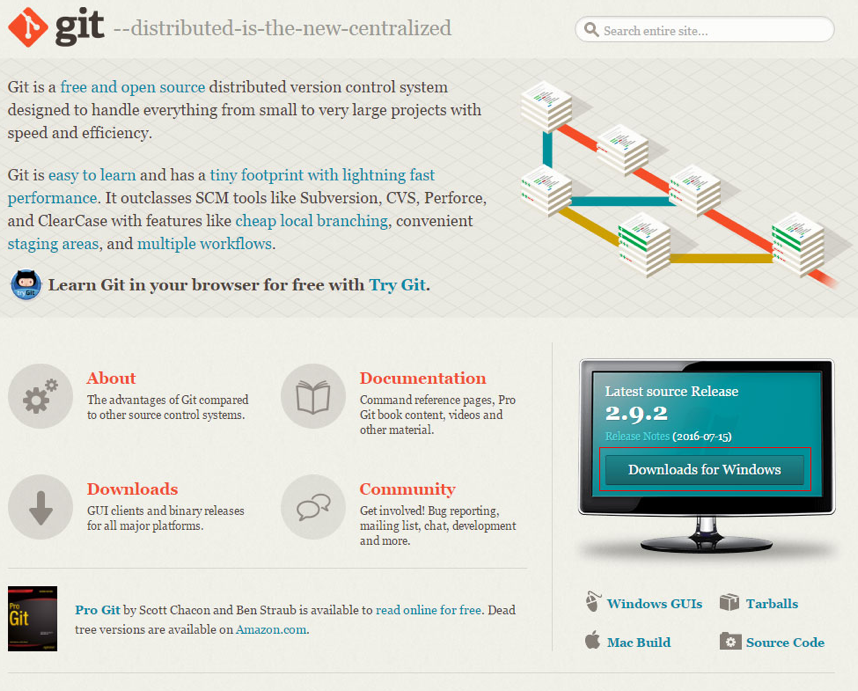 git --distributed-is-the-new-centralized
Search entire site...
Git is a free and open source distributed version control system
designed to handle everything from small to very large projects with
speed and efficiency.
Git is easy to learn and has a tiny footprint with lightning fast
performance. It outclasses SCM tools like Subversion, CVS, Perforce,
and ClearCase with features like cheap local branching, convenient
staging areas, and multiple workflows.
Learn Git in your browser for free with Try Git.
About
The advantages of Git compared
to other source control systems.
Documentation
Command reference pages, Pro
Git book content, videos and
other material.
Downloads
GUI clients and binary releases
for all major platforms.
Community
Get involved! Bug reporting,
mailing list, chat, development
and more.
Latest source Release
2.9.2
Release Notes (2016-07-15)
Downloads for Windows
Windows GUIs
Tarballs
Mac Build
Source Code
Pro
Git
Pro Git by Scott Chacon and Ben Straub is available to read online for free. Dead
tree versions are available on Amazon.com.